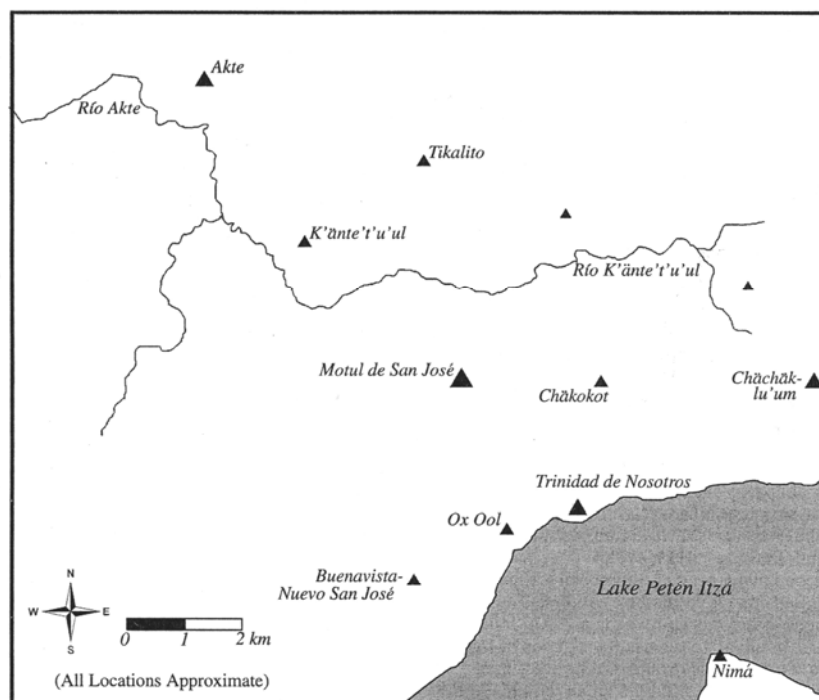 Akte
Río Akte
Tikalito
K'änte't'u'ul
Río K'änte't'u'ul
Motul de San José
Chäkokot
Chächäk-
lu'um
Trinidad de Nosotros
Ox Ool
Buenavista-
Nuevo San José
Lake Petén Itzá
N
W E
S
0 1 2 km
Nimá
(All Locations Approximate)